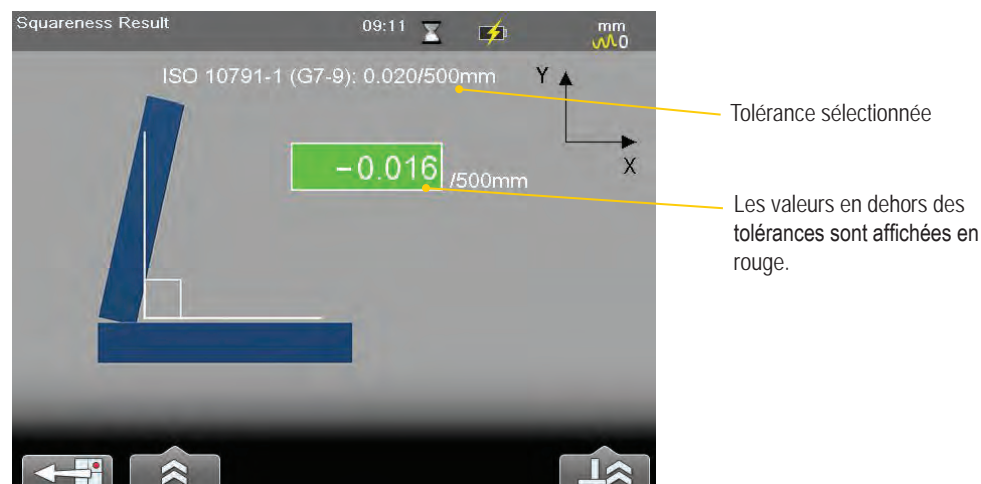 Squareness Result 09:11 mm
0
ISO 10791-1 (G7-9): 0.020/500mm Y
Tolérance sélectionnée
X
−0.016 /500mm
Les valeurs en dehors des
tolérances sont affichées en
rouge.